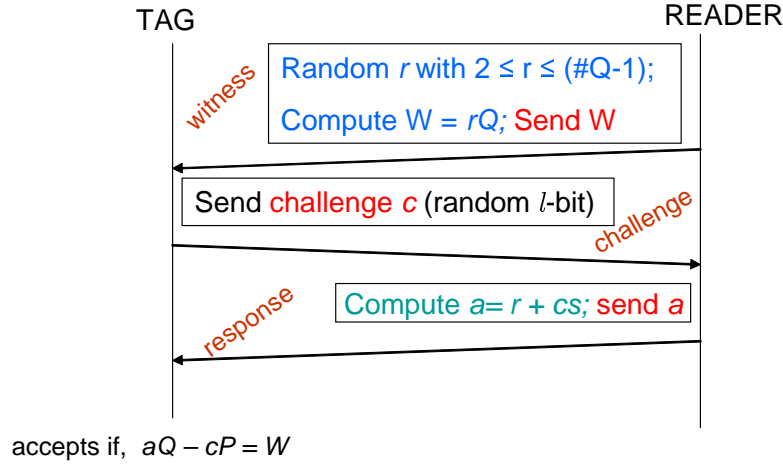 TAG
READER
witness
Random r with 2 ≤ r ≤ (#Q-1);
Compute W = rQ; Send W
Send challenge c (random l-bit)
challenge
response
Compute a= r + cs; send a
accepts if, aQ – cP = W